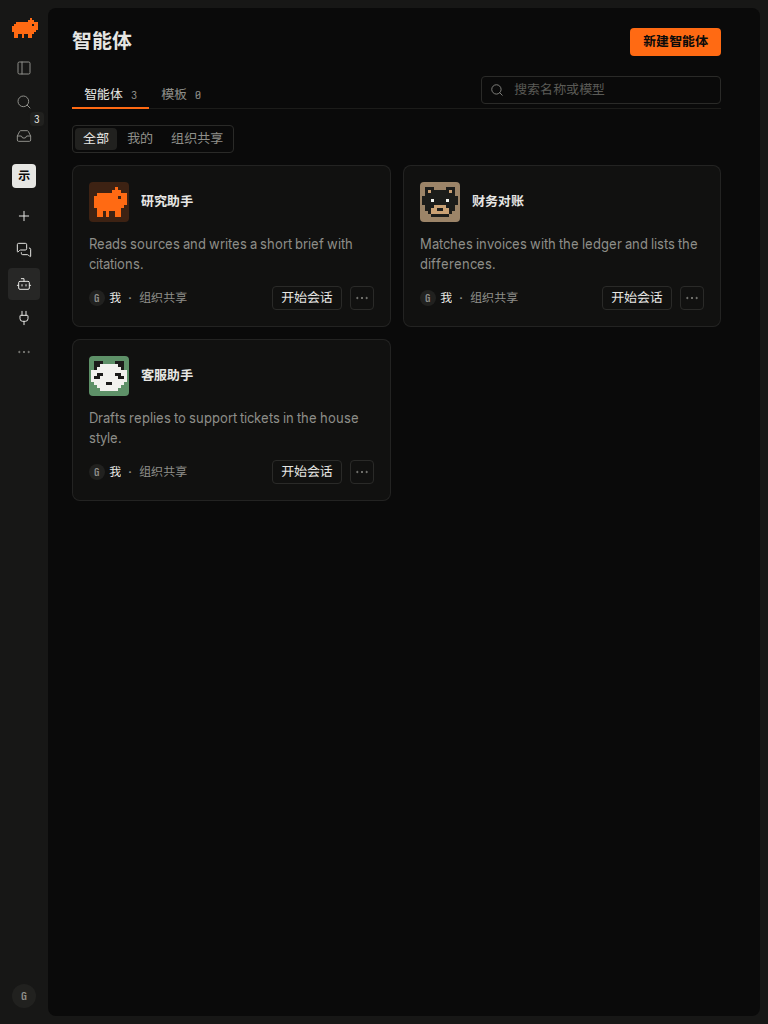 智能体
新建智能体
智能体 3
模板 0
搜索名称或模型
3
示
全部
我的
组织共享
研究助手
Reads sources and writes a short brief with
citations.
G 我 · 组织共享
开始会话
财务对账
Matches invoices with the ledger and lists the
differences.
G 我 · 组织共享
开始会话
客服助手
Drafts replies to support tickets in the house
style.
G 我 · 组织共享
开始会话
G